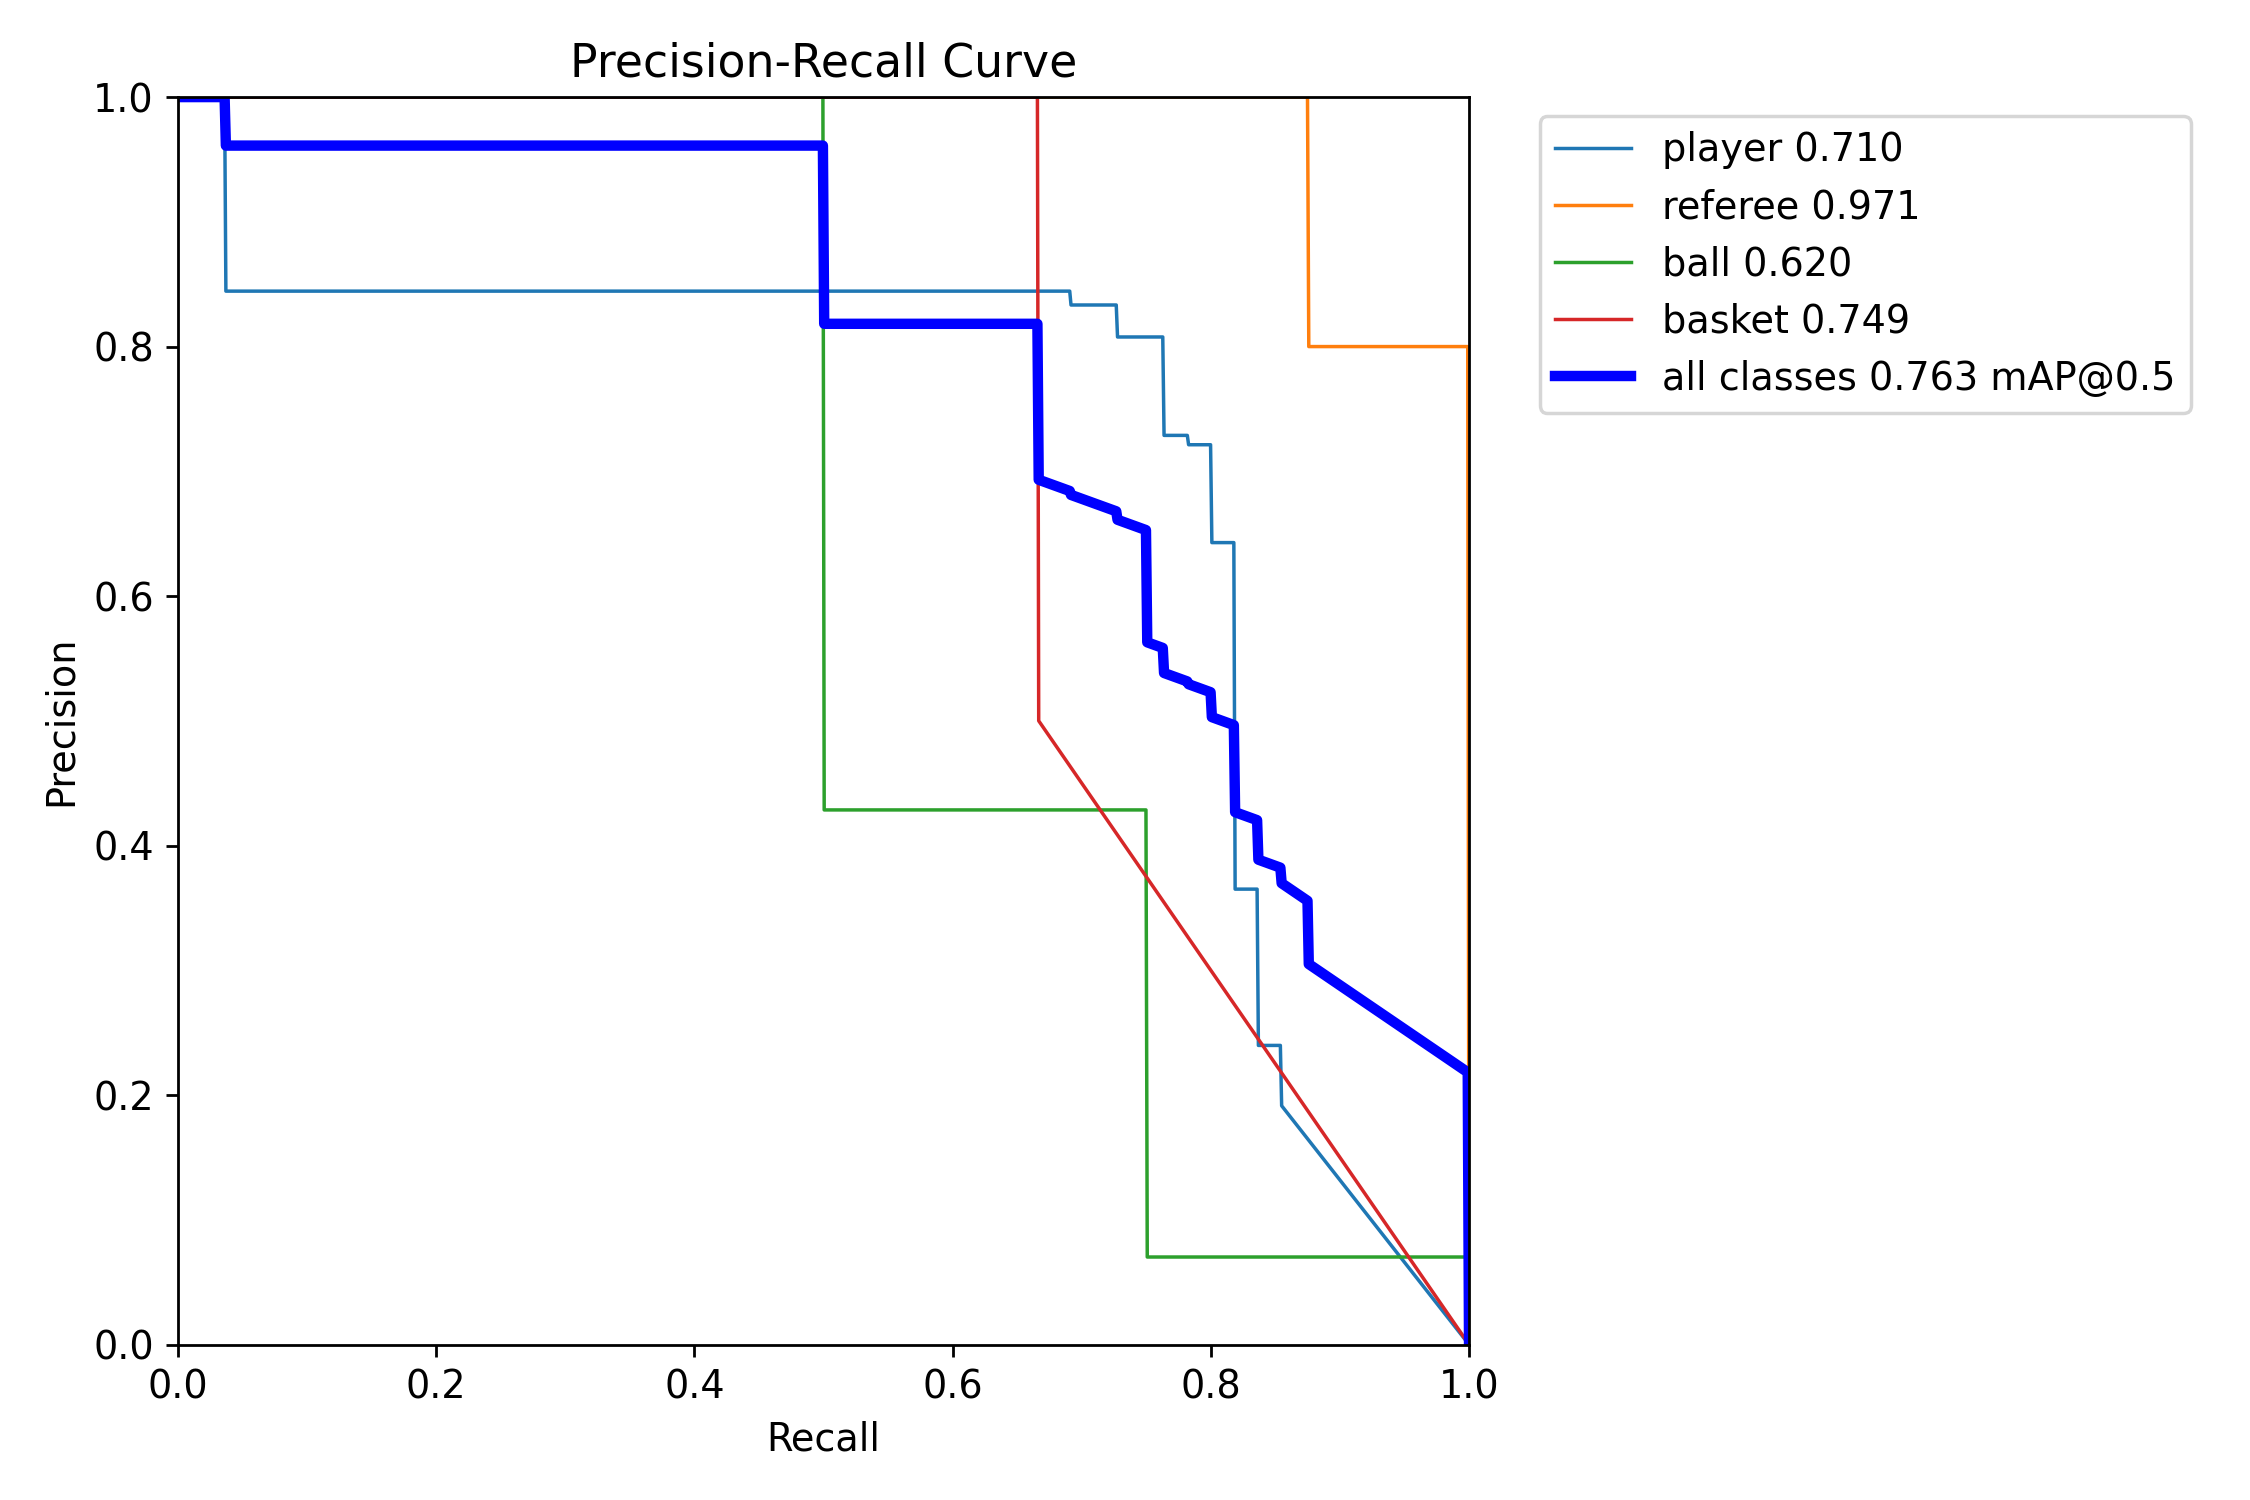 Precision-Recall Curve
1.0
0.8
0.6
0.4
0.2
0.0
Precision
0.0 0.2 0.4 0.6 0.8 1.0
Recall
player 0.710
referee 0.971
ball 0.620
basket 0.749
all classes 0.763 mAP@0.5